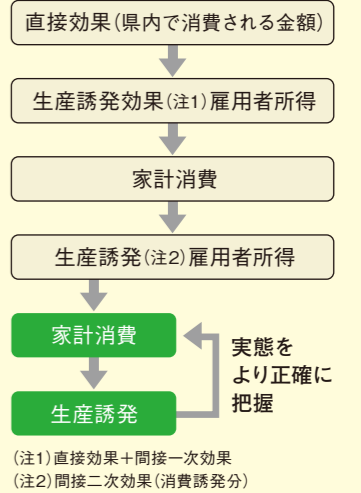 直接効果(県内で消費される金額)
生産誘発効果(注1)雇用者所得
家計消費
生産誘発(注2)雇用者所得
家計消費
生産誘発
実態を
より正確に
把握
(注1)直接効果+間接一次効果
(注2)間接二次効果(消費誘発分)